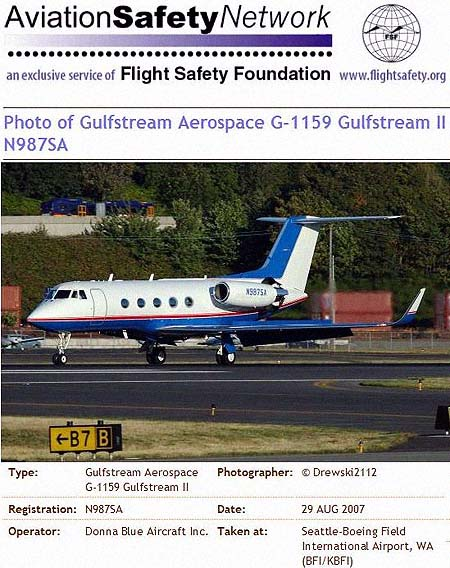 AviationSafetyNetwork
an exclusive service of Flight Safety Foundation
www.flightsafety.org
FSF
Photo of Gulfstream Aerospace G-1159 Gulfstream II
N987SA
N987SA
←B7 B
Type: Gulfstream Aerospace
G-1159 Gulfstream II
Photographer: © Drewski2112
Registration: N987SA
Date: 29 AUG 2007
Operator: Donna Blue Aircraft Inc.
Taken at: Seattle-Boeing Field
International Airport, WA
(BFI/KBFI)